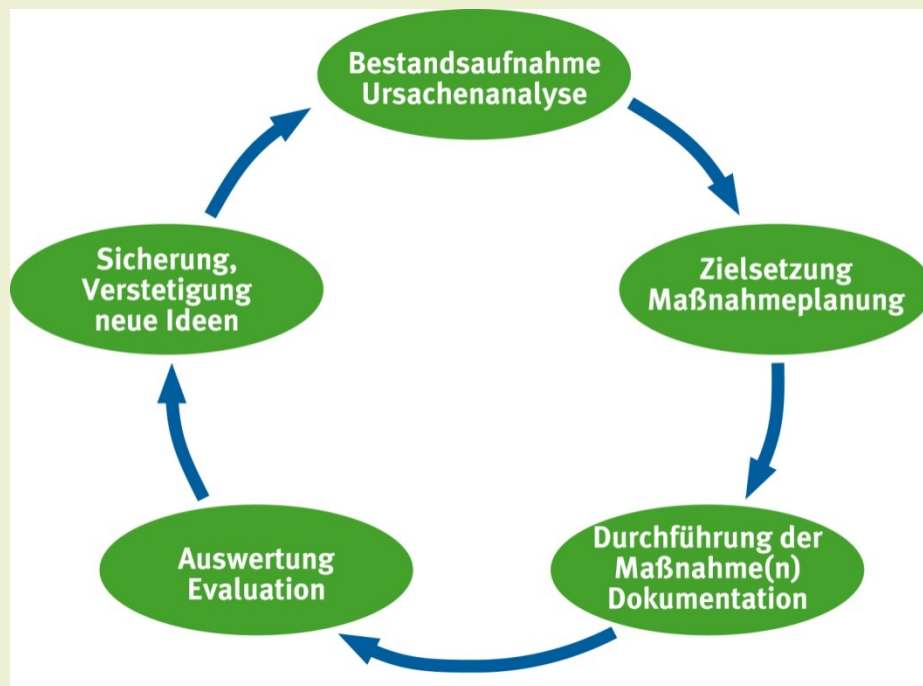 Bestandsaufnahme
Ursachenanalyse
Zielsetzung
Maßnahmeplanung
Durchführung der
Maßnahme(n)
Dokumentation
Auswertung
Evaluation
Sicherung,
Verstetigung
neue Ideen